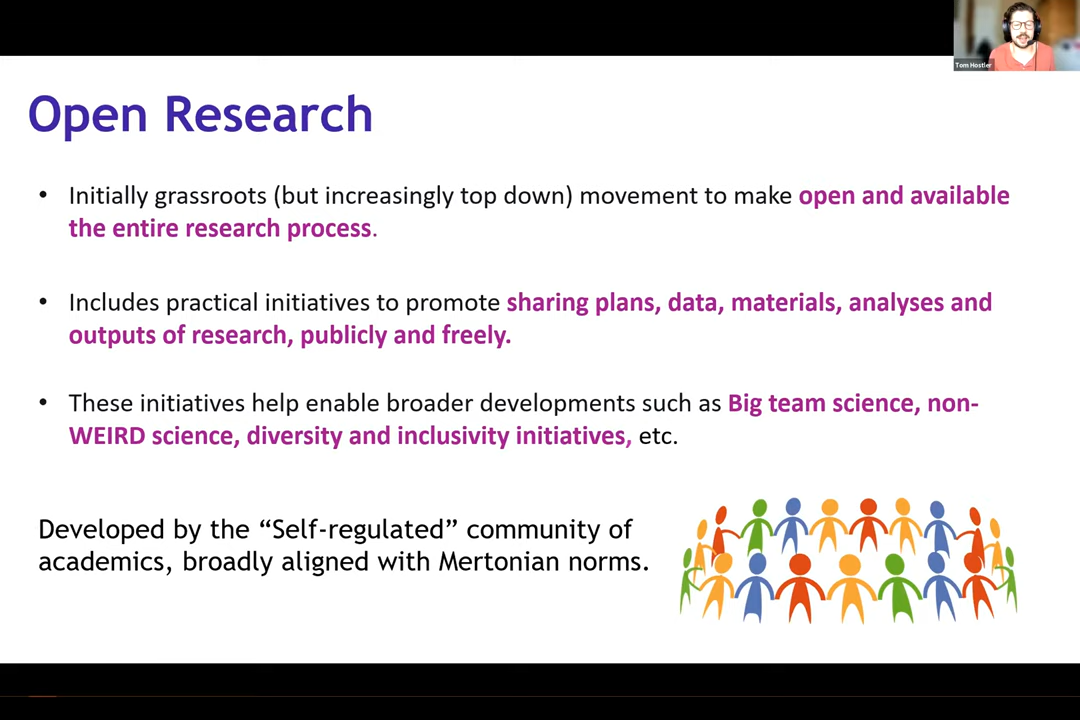 Tom Hostler
Open Research
• Initially grassroots (but increasingly top down) movement to make open and available
the entire research process.
• Includes practical initiatives to promote sharing plans, data, materials, analyses and
outputs of research, publicly and freely.
• These initiatives help enable broader developments such as Big team science, non-
WEIRD science, diversity and inclusivity initiatives, etc.
Developed by the “Self-regulated” community of
academics, broadly aligned with Mertonian norms.